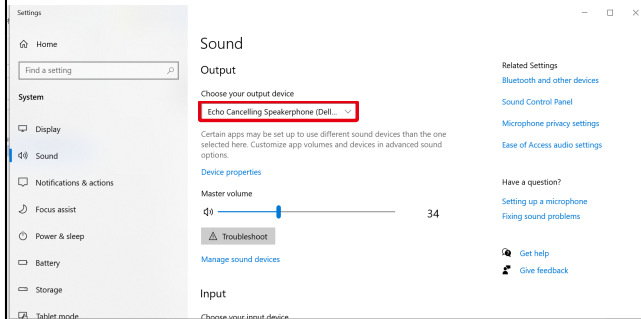 Settings
Home
Find a setting
System
Display
Sound
Notifications & actions
Focus assist
Power & sleep
Battery
Storage
Tablet mode
Sound
Output
Choose your output device
Echo Cancelling Speakerphone (Dell...
Certain apps may be set up to use different sound devices than the one
selected here. Customize app volumes and devices in advanced sound
options.
Device properties
Master volume
34
Troubleshoot
Manage sound devices
Input
Choose your input device
Related Settings
Bluetooth and other devices
Sound Control Panel
Microphone privacy settings
Ease of Access audio settings
Have a question?
Setting up a microphone
Fixing sound problems
Get help
Give feedback